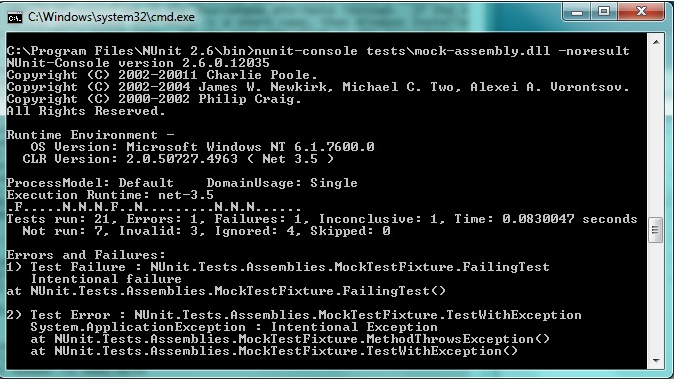 C:\Windows\system32\cmd.exe
C:\Program Files\NUnit 2.6\bin>nunit-console tests\mock-assembly.dll -noresult
NUnit-Console version 2.6.0.12035
Copyright (C) 2002-20011 Charlie Poole.
Copyright (C) 2002-2004 James W. Newkirk, Michael C. Two, Alexei A. Vorontsov.
Copyright (C) 2000-2002 Philip Craig.
All Rights Reserved.
Runtime Environment -
OS Version: Microsoft Windows NT 6.1.7600.0
CLR Version: 2.0.50727.4963 ( Net 3.5 )
ProcessModel: Default    DomainUsage: Single
Execution Runtime: net-3.5
.F.....N.N.N.F..N.........N.N.N......
Tests run: 21, Errors: 1, Failures: 1, Inconclusive: 1, Time: 0.0830047 seconds
Not run: 7, Invalid: 3, Ignored: 4, Skipped: 0
Errors and Failures:
1) Test Failure : NUnit.Tests.Assemblies.MockTestFixture.FailingTest
Intentional failure
at NUnit.Tests.Assemblies.MockTestFixture.FailingTest()
2) Test Error : NUnit.Tests.Assemblies.MockTestFixture.TestWithException
System.ApplicationException : Intentional Exception
at NUnit.Tests.Assemblies.MockTestFixture.MethodThrowsException()
at NUnit.Tests.Assemblies.MockTestFixture.TestWithException()